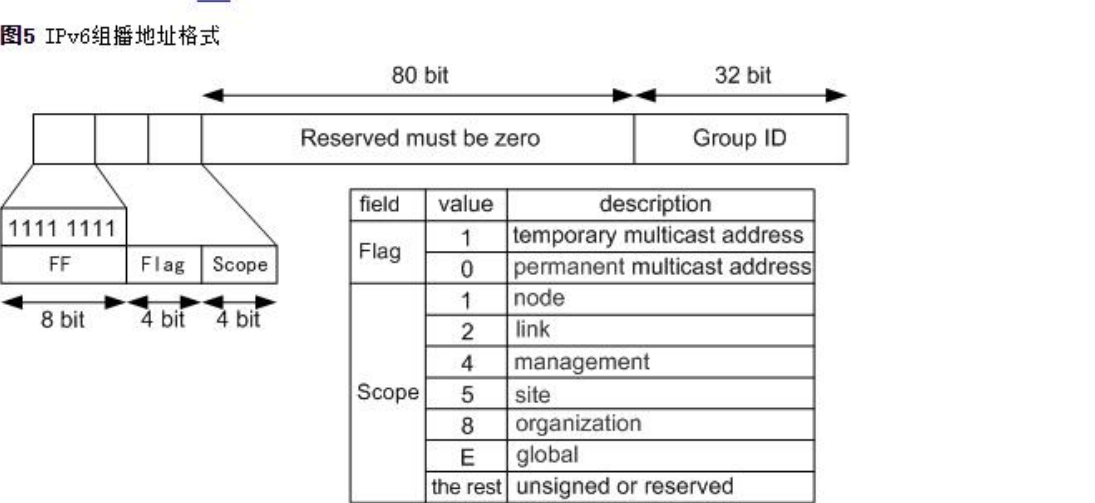 图5 IPv6组播地址格式
80 bit 32 bit
Reserved must be zero Group ID
1111 1111
FF Flag Scope
8 bit 4 bit 4 bit
field value description
Flag 1 temporary multicast address
0 permanent multicast address
Scope 1 node
2 link
4 management
5 site
8 organization
E global
the rest unsigned or reserved